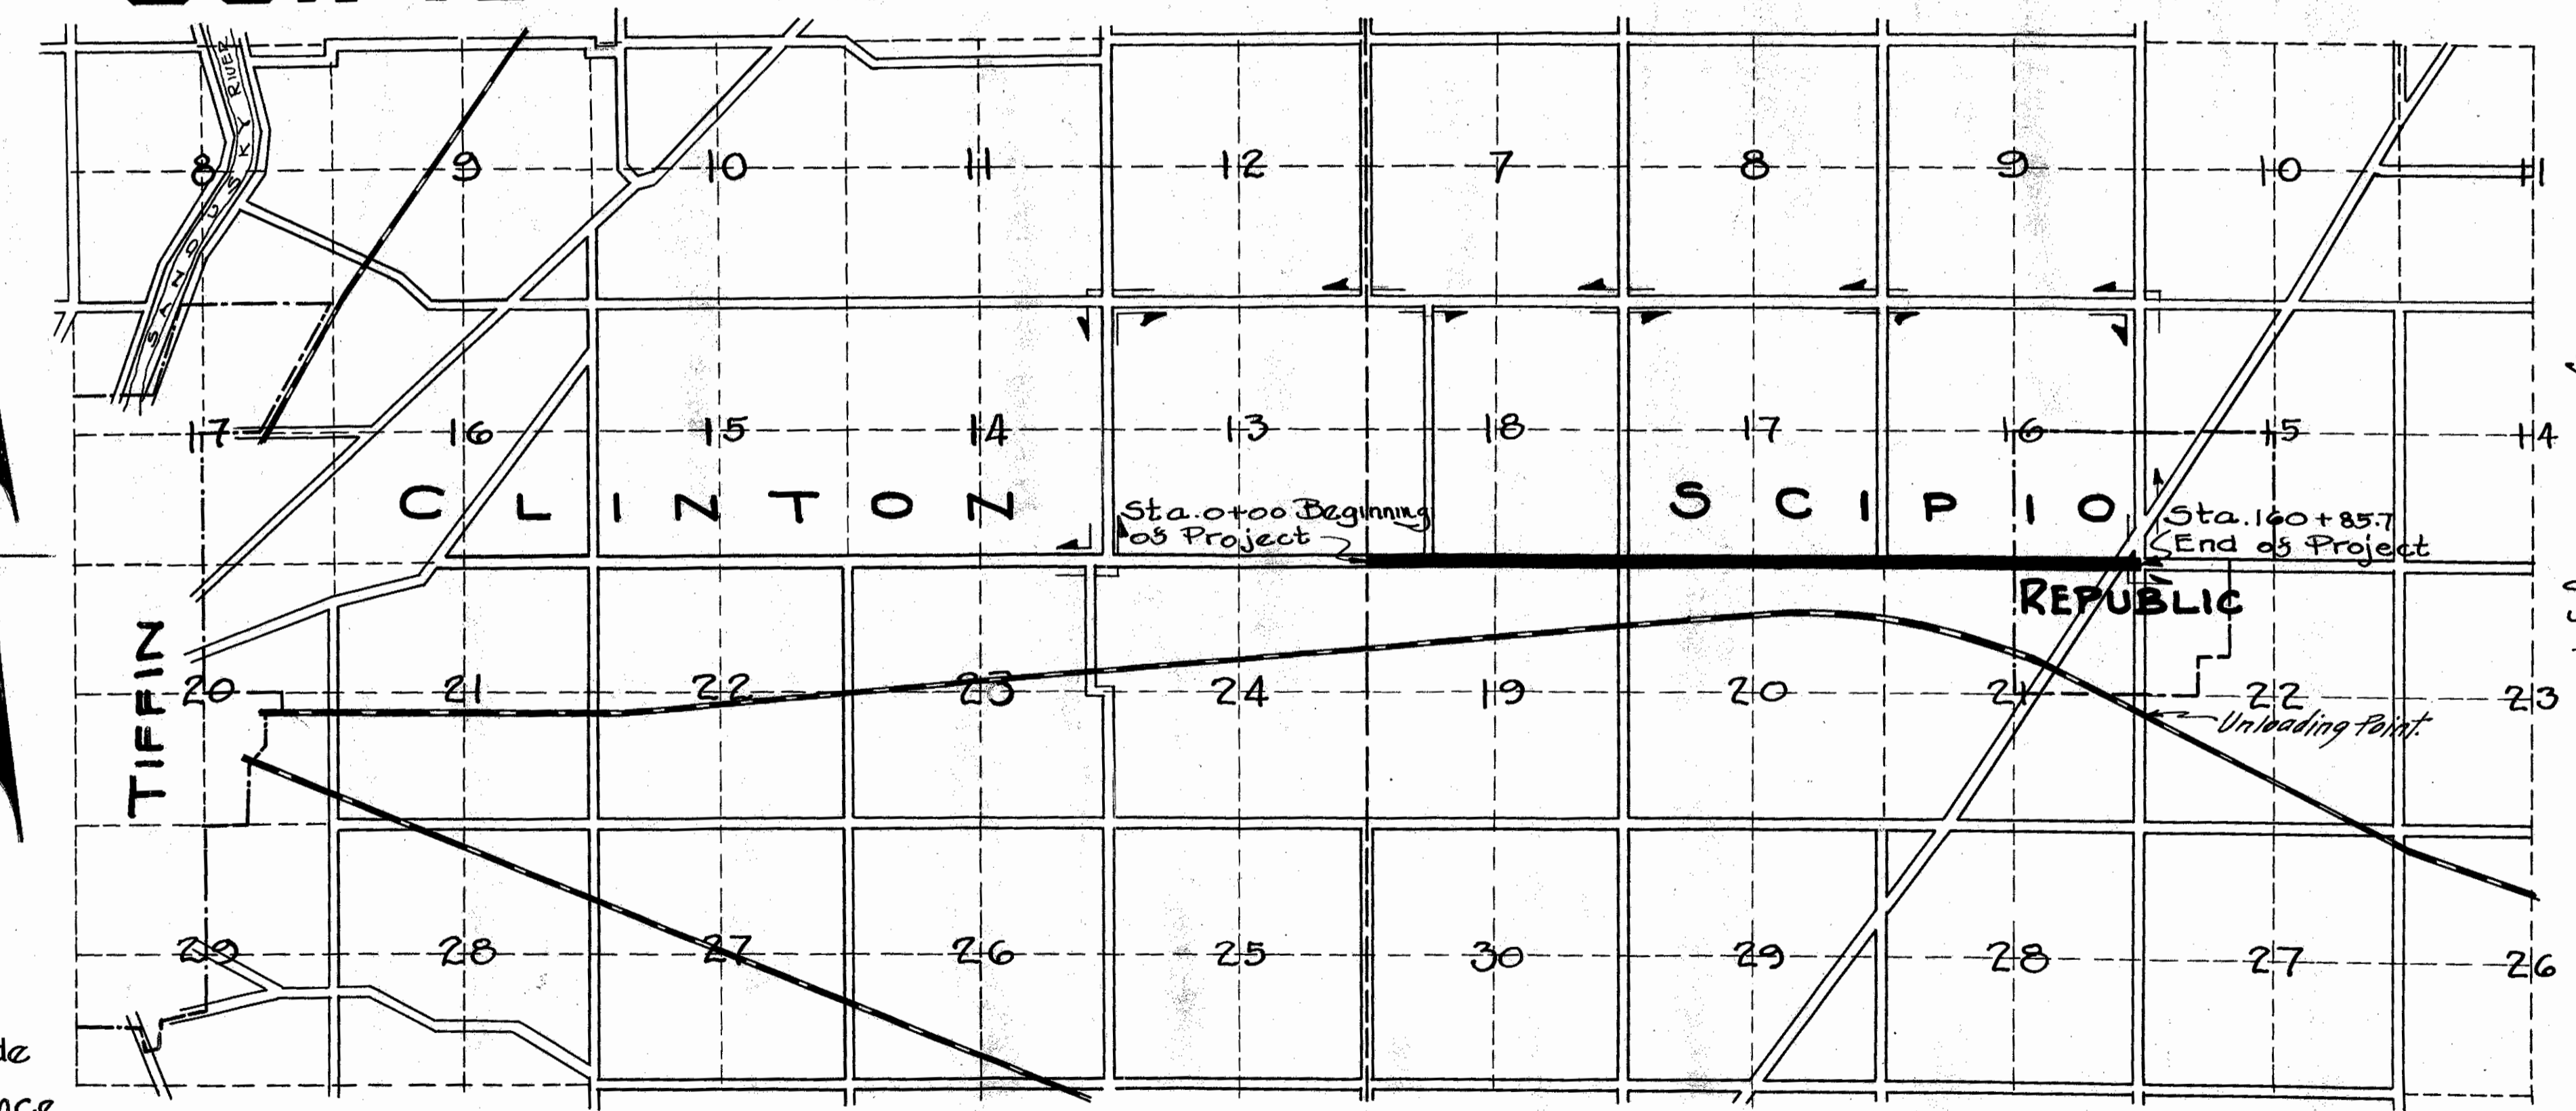 SANDUSKY RIVER
8 9 10 11 12 7 8 9 10 11
17 16 15 14 13 18 17 16 15 14
CLINTON
SCIPIO
Sta. 0+00 Beginning
of Project
Sta. 160+85.7
End of Project
REPUBLIC
TIFFIN
20 21 22 23 24 19 20 21 22 23
Unloading Point.
29 28 27 26 25 30 29 28 27 26